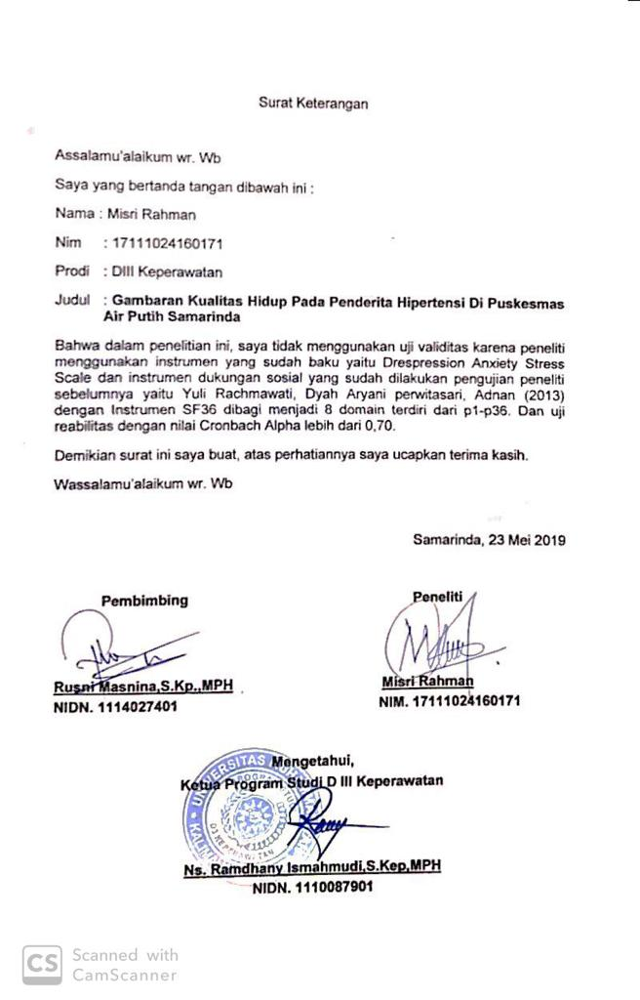 Surat Keterangan
Assalamu'alaikum wr. Wb
Saya yang bertanda tangan dibawah ini :
Nama : Misri Rahman
Nim : 17111024160171
Prodi : DIII Keperawatan
Judul : Gambaran Kualitas Hidup Pada Penderita Hipertensi Di Puskesmas
Air Putih Samarinda
Bahwa dalam penelitian ini, saya tidak menggunakan uji validitas karena peneliti
menggunakan instrumen yang sudah baku yaitu Drespression Anxiety Stress
Scale dan instrumen dukungan sosial yang sudah dilakukan pengujian peneliti
sebelumnya yaitu Yuli Rachmawati, Dyah Aryani perwitasari, Adnan (2013)
dengan Instrumen SF36 dibagi menjadi 8 domain terdiri dari p1-p36. Dan uji
reabilitas dengan nilai Cronbach Alpha lebih dari 0,70.
Demikian surat ini saya buat, atas perhatiannya saya ucapkan terima kasih.
Wassalamu'alaikum wr. Wb
Samarinda, 23 Mei 2019
Pembimbing
Rusni Masnina,S.Kp.,MPH
NIDN. 1114027401
Peneliti
Misri Rahman
NIM. 17111024160171
Mengetahui,
Ketua Program Studi D III Keperawatan
UNIVERSITAS
Ns. Ramdhany Ismahmudi,S.Kep,MPH
NIDN. 1110087901
CS Scanned with
CamScanner